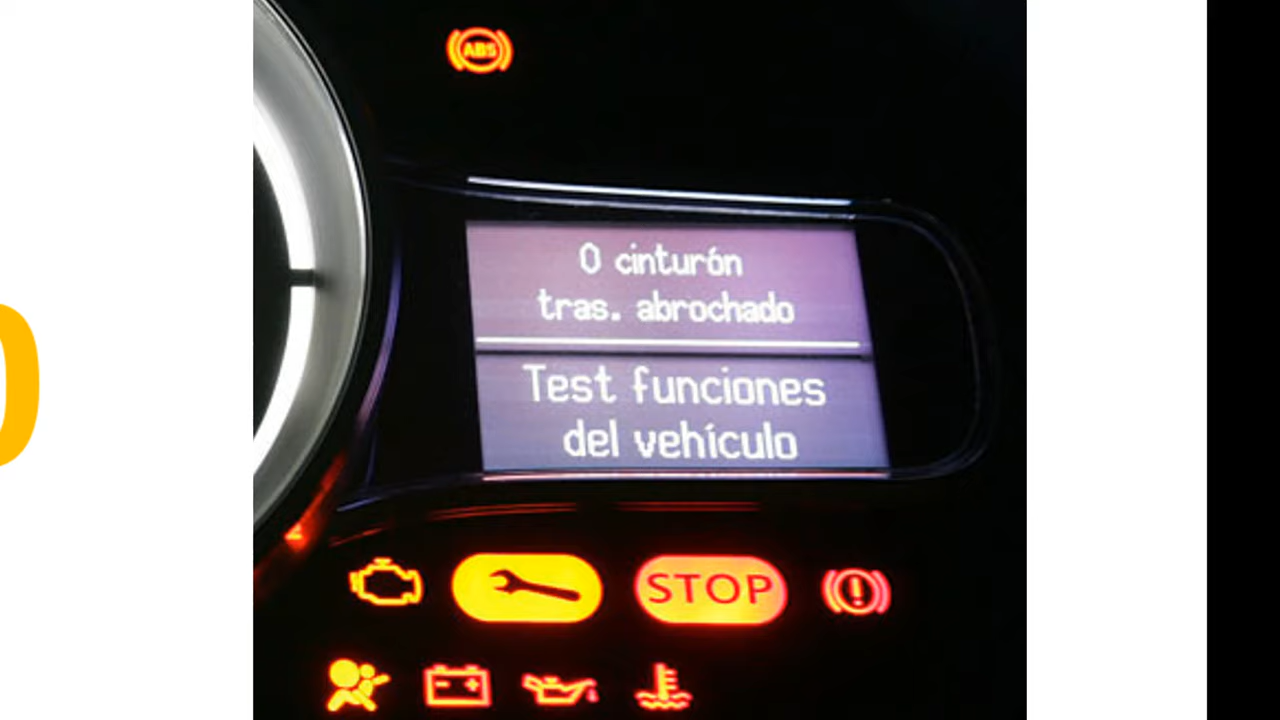 ABS
0 cinturón
tras. abrochado
Test funciones
del vehículo
STOP